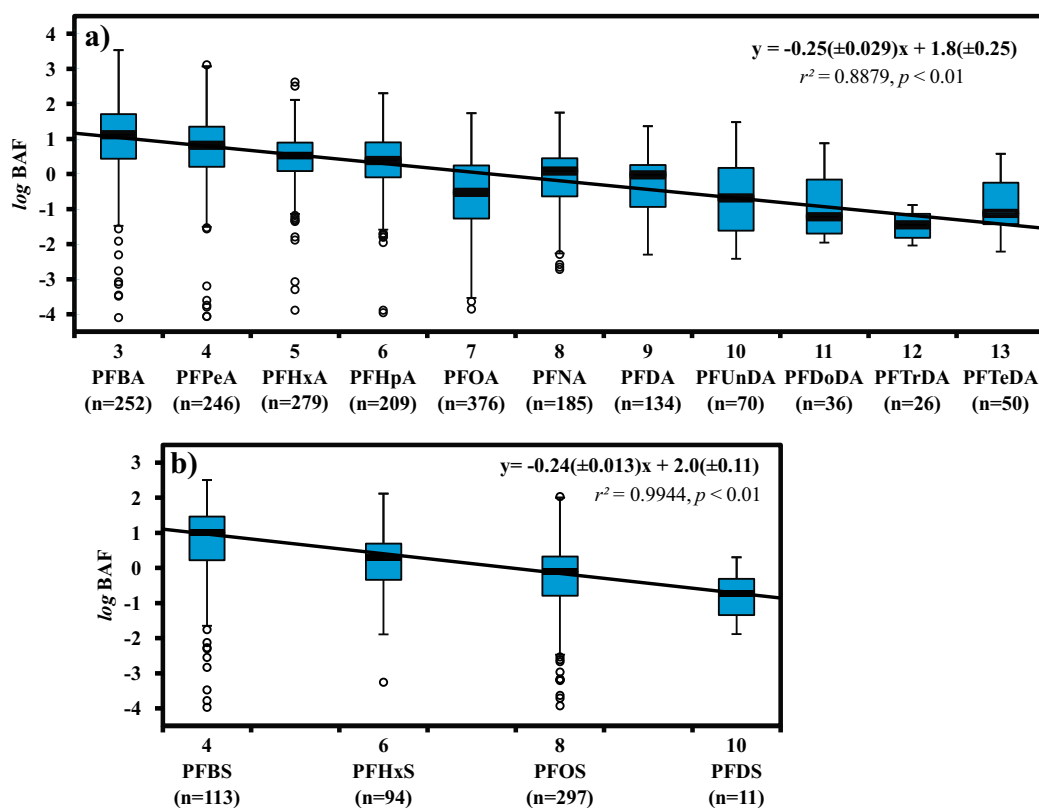 a)
y = -0.25(±0.029)x + 1.8(±0.25)
r² = 0.8879, p < 0.01
log BAF
4
3
2
1
0
-1
-2
-3
-4
3 4 5 6 7 8 9 10 11 12 13
PFBA PFPeA PFHxA PFHpA PFOA PFNA PFDA PFUnDA PFDoDA PFTrDA PFTeDA
(n=252) (n=246) (n=279) (n=209) (n=376) (n=185) (n=134) (n=70) (n=36) (n=26) (n=50)
b)
y= -0.24(±0.013)x + 2.0(±0.11)
r² = 0.9944, p < 0.01
log BAF
3
2
1
0
-1
-2
-3
-4
4 6 8 10
PFBS PFHxS PFOS PFDS
(n=113) (n=94) (n=297) (n=11)